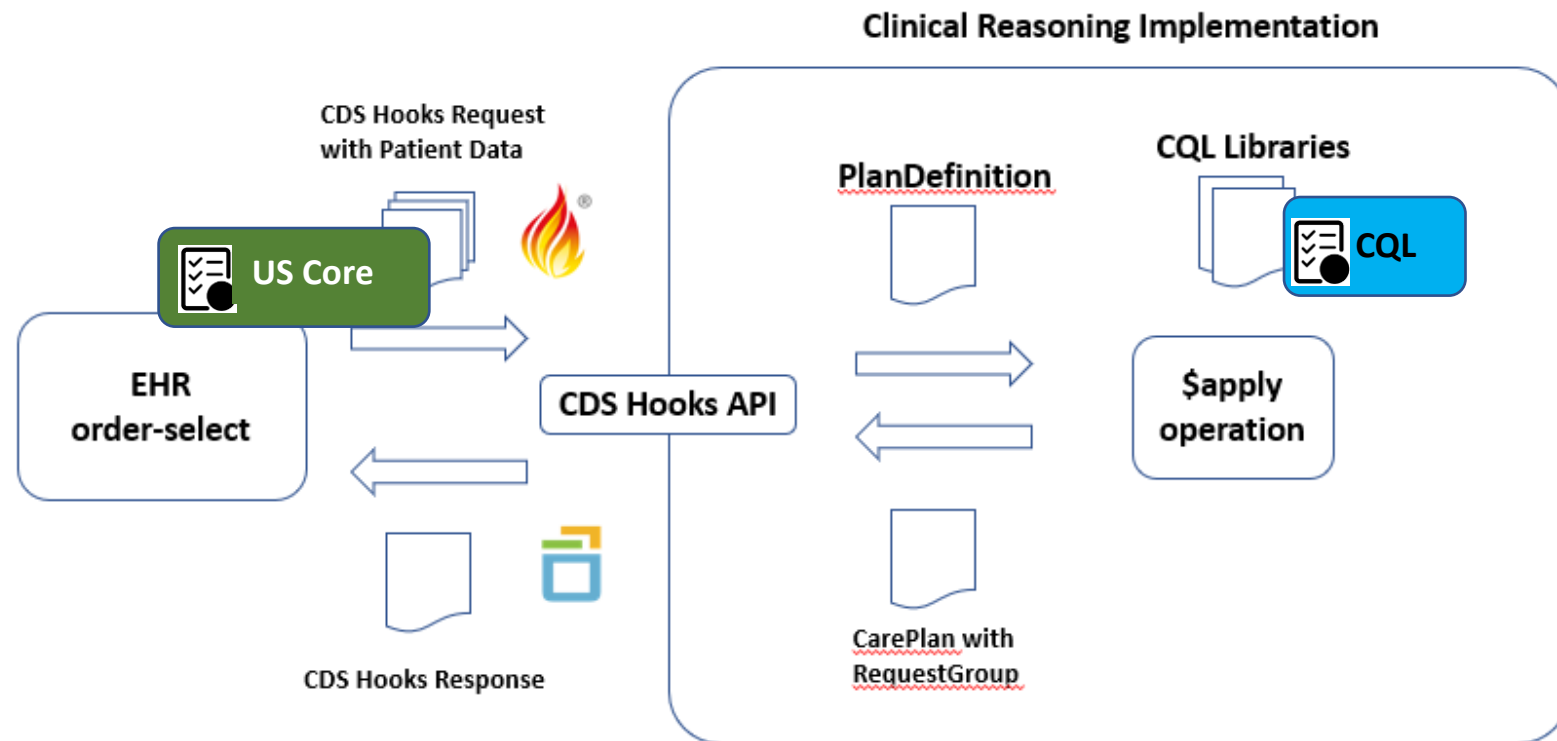 Clinical Reasoning Implementation
CDS Hooks Request
with Patient Data
®
US Core
EHR
order-select
CDS Hooks API
CDS Hooks Response
PlanDefinition
CQL Libraries
CQL
$apply
operation
CarePlan with
RequestGroup